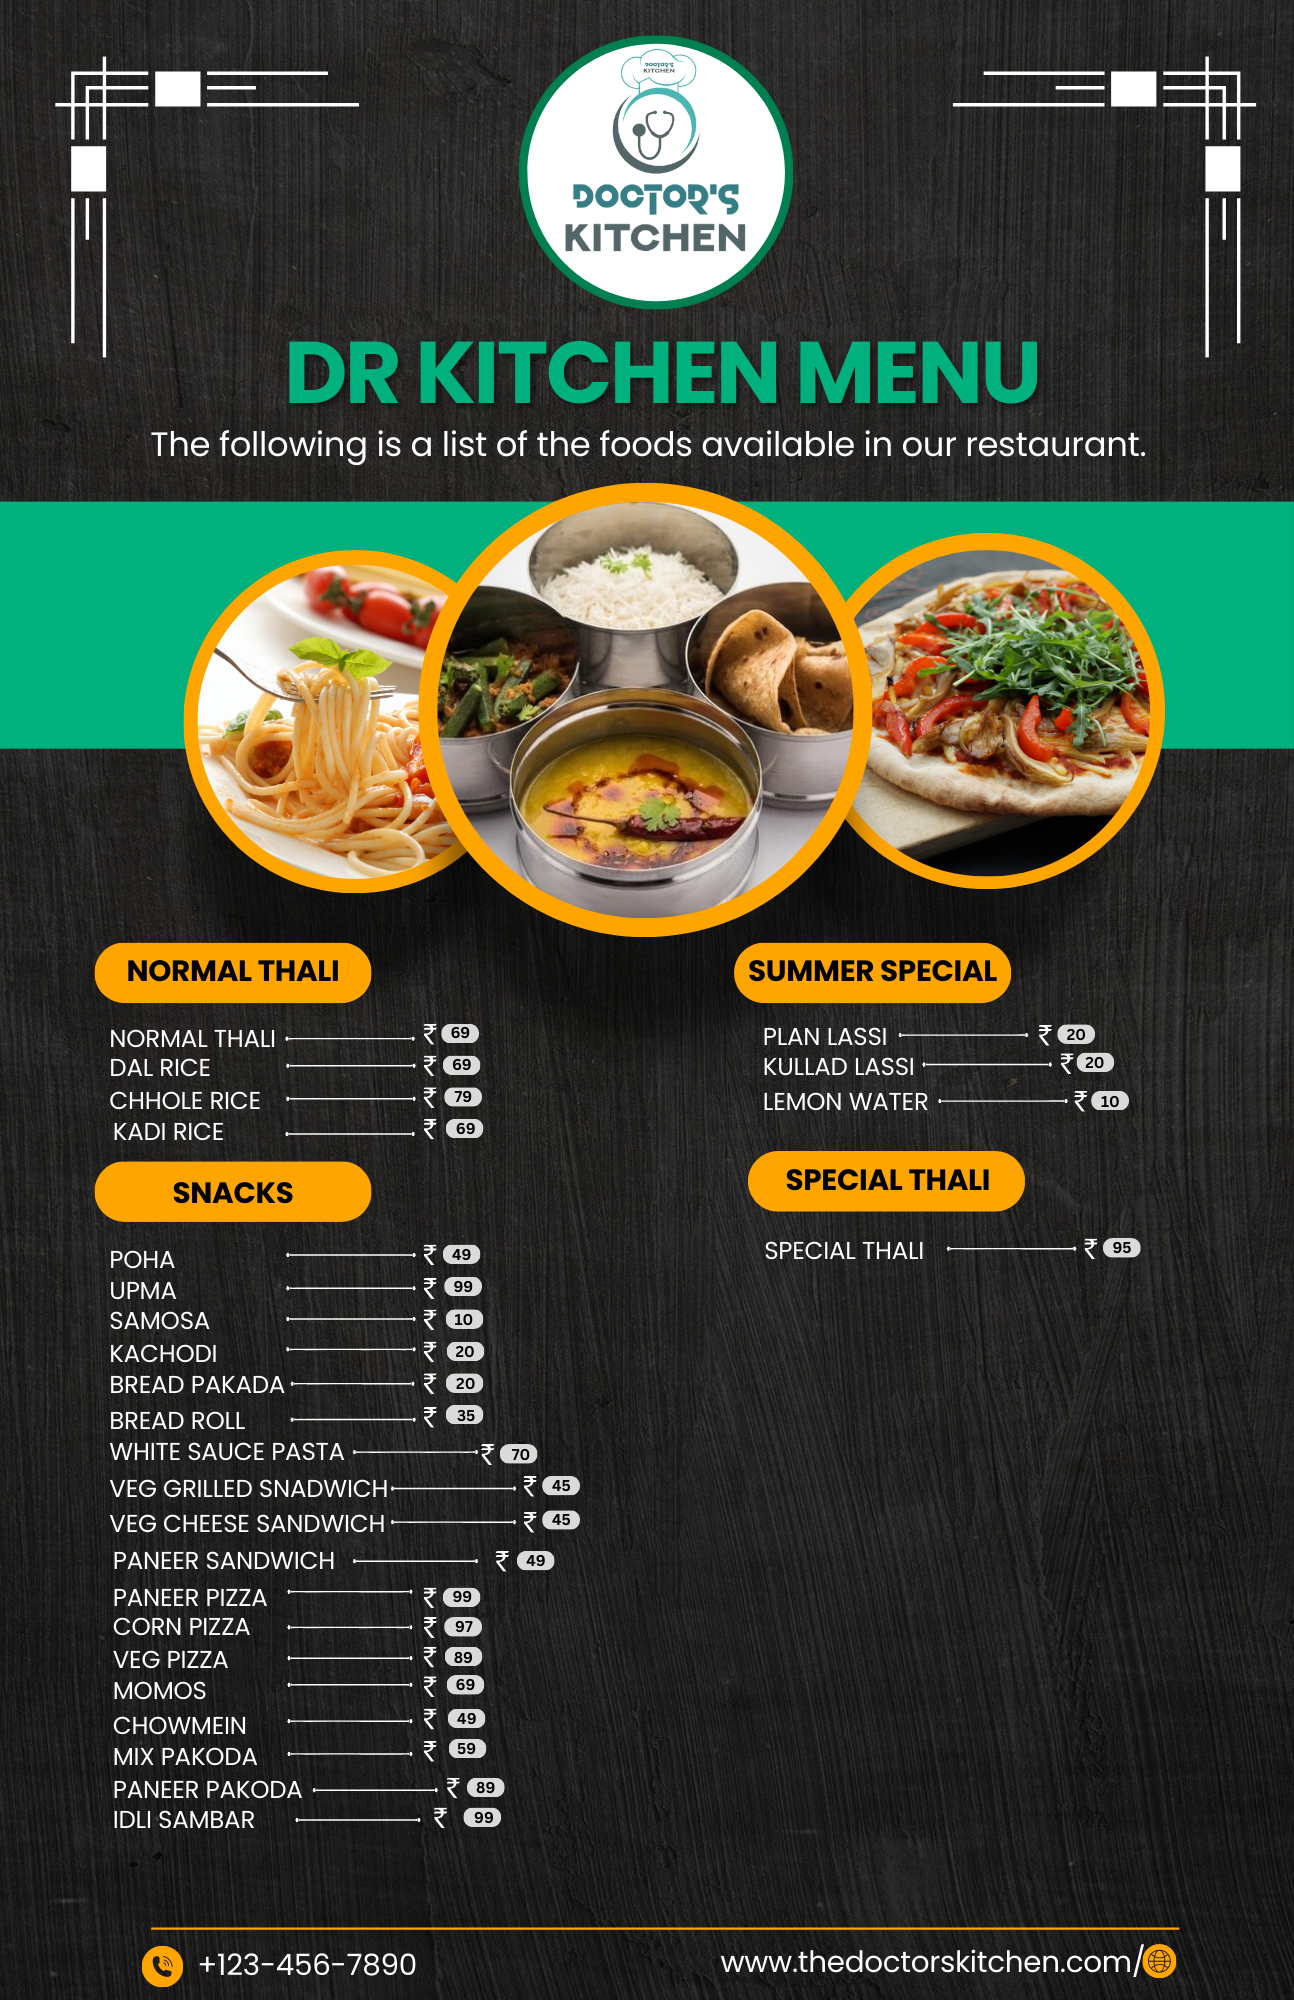 DOCTOR'S
KITCHEN
DOCTOR'S
KITCHEN
DR KITCHEN MENU
The following is a list of the foods available in our restaurant.
NORMAL THALI
NORMAL THALI ₹ 69
DAL RICE ₹ 69
CHHOLE RICE ₹ 79
KADI RICE ₹ 69
SNACKS
POHA ₹ 49
UPMA ₹ 99
SAMOSA ₹ 10
KACHODI ₹ 20
BREAD PAKADA ₹ 20
BREAD ROLL ₹ 35
WHITE SAUCE PASTA ₹ 70
VEG GRILLED SNADWICH ₹ 45
VEG CHEESE SANDWICH ₹ 45
PANEER SANDWICH ₹ 49
PANEER PIZZA ₹ 99
CORN PIZZA ₹ 97
VEG PIZZA ₹ 89
MOMOS ₹ 69
CHOWMEIN ₹ 49
MIX PAKODA ₹ 59
PANEER PAKODA ₹ 89
IDLI SAMBAR ₹ 99
SUMMER SPECIAL
PLAN LASSI ₹ 20
KULLAD LASSI ₹ 20
LEMON WATER ₹ 10
SPECIAL THALI
SPECIAL THALI ₹ 95
+123-456-7890
www.thedoctorskitchen.com/